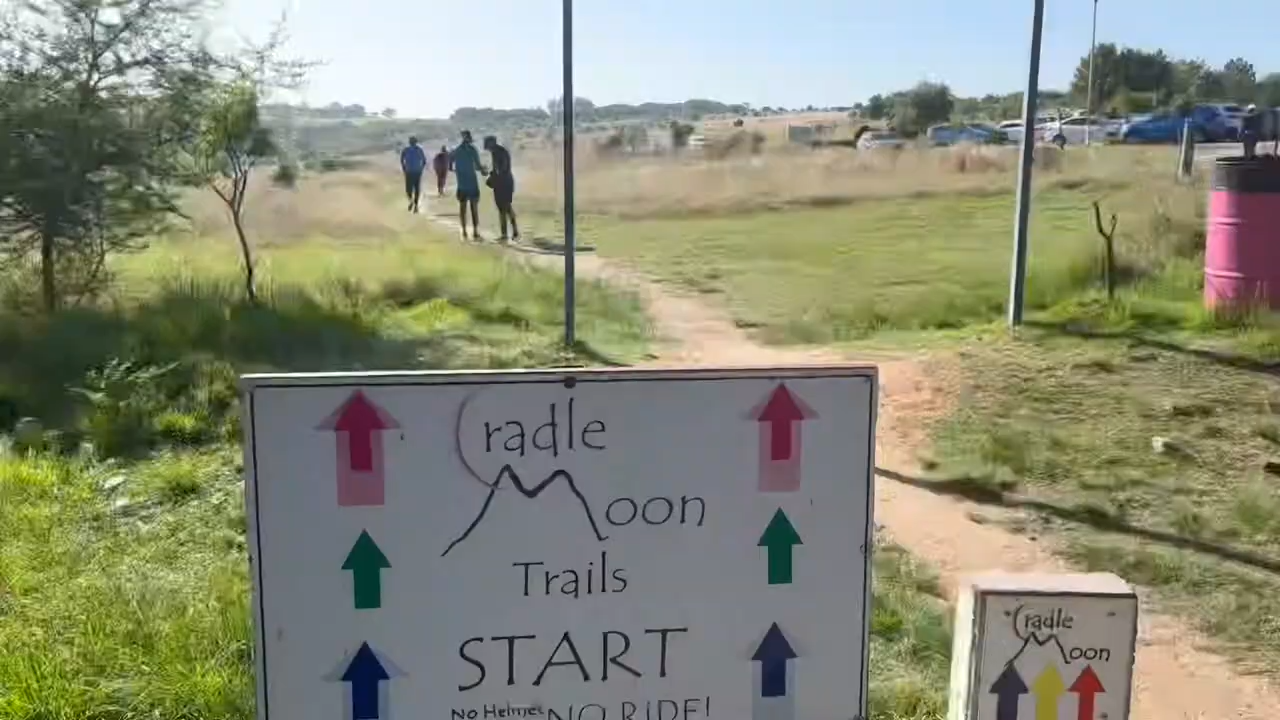 Cradle
Moon
Trails
START
No Helmet NO RIDE!
Cradle
Moon